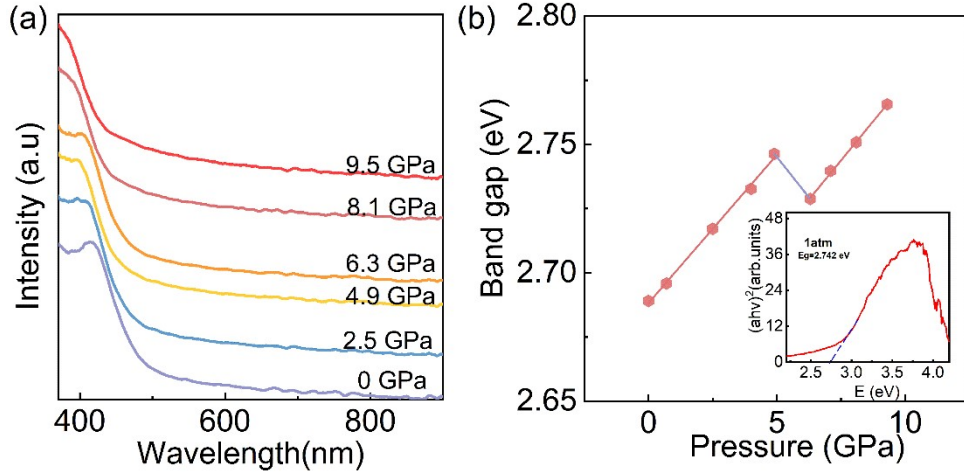 (a)
Intensity (a.u)
9.5 GPa
8.1 GPa
6.3 GPa
4.9 GPa
2.5 GPa
0 GPa
400
600
800
Wavelength(nm)
(b)
Band gap (eV)
2.80
2.75
2.70
2.65
0
5
10
Pressure (GPa)
(ahv)²(arb.units)
48
36
24
12
0
1atm
Eg=2.742 eV
2.5
3.0
3.5
4.0
E (eV)